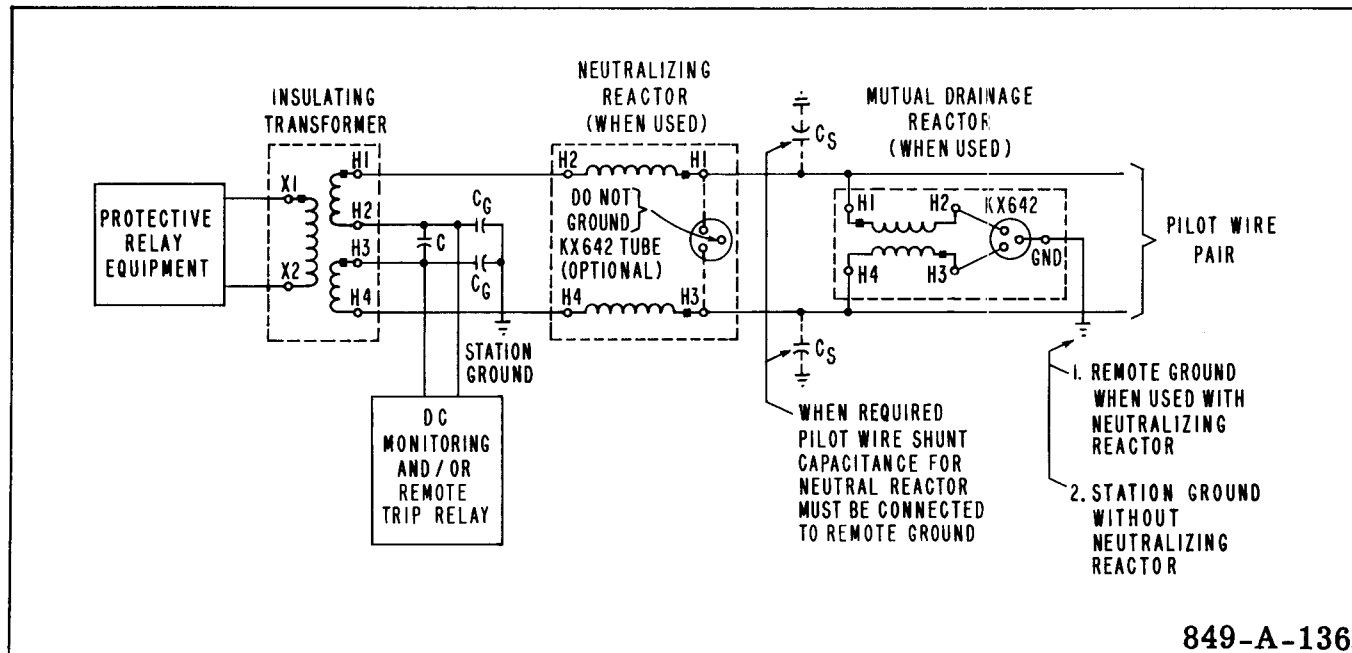 INSULATING
TRANSFORMER
NEUTRALIZING
REACTOR
(WHEN USED)
MUTUAL DRAINAGE
REACTOR
(WHEN USED)
PROTECTIVE
RELAY
EQUIPMENT
X1
X2
H1
H2
H3
H4
C
CG
CG
STATION
GROUND
DC
MONITORING
AND/OR
REMOTE
TRIP RELAY
H2
H1
DO NOT
GROUND
KX642 TUBE
(OPTIONAL)
H4
H3
CS
CS
WHEN REQUIRED
PILOT WIRE SHUNT
CAPACITANCE FOR
NEUTRAL REACTOR
MUST BE CONNECTED
TO REMOTE GROUND
H1
H2
KX642
GND
H4
H3
PILOT WIRE
PAIR
1. REMOTE GROUND
WHEN USED WITH
NEUTRALIZING
REACTOR
2. STATION GROUND
WITHOUT
NEUTRALIZING
REACTOR
849-A-136